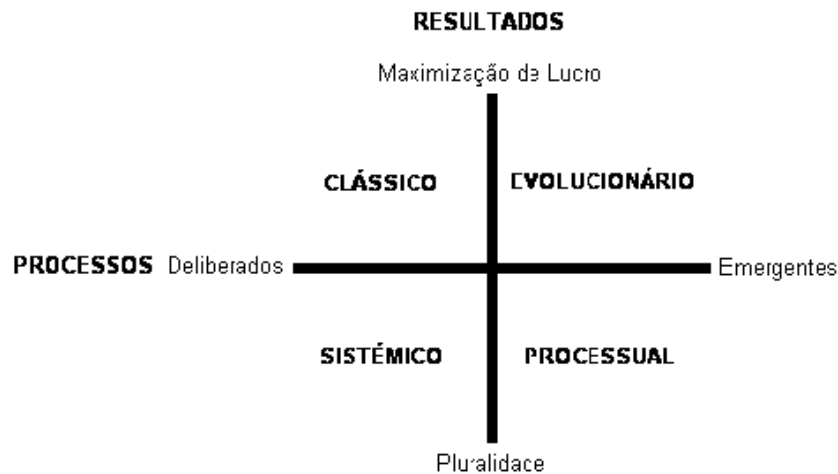 RESULTADOS
Maximização de Lucro
CLÁSSICO EVOLUCIONÁRIO
PROCESSOS Deliberados Emergentes
SISTÉMICO PROCESSUAL
Pluralidade